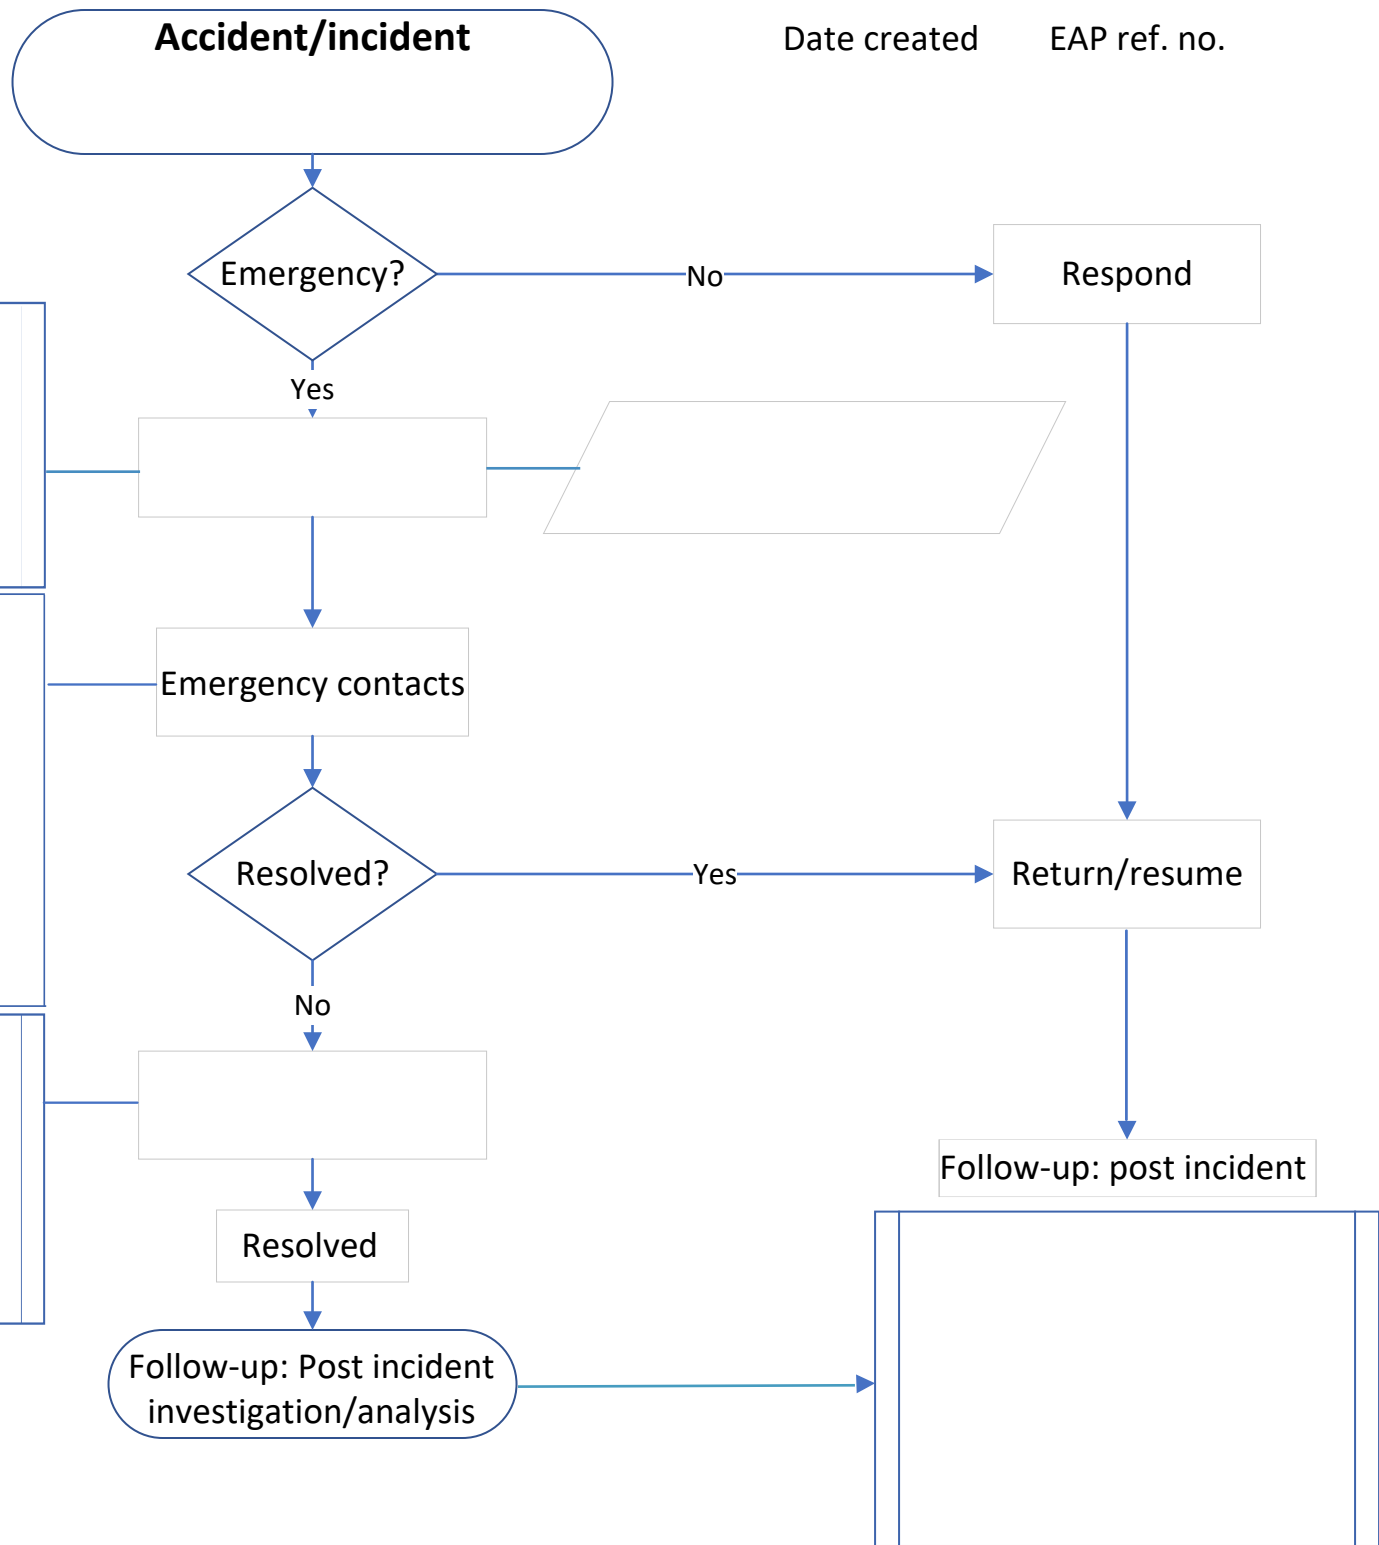 Accident/incident
Date created
EAP ref. no.
Emergency?
No
Respond
Yes
Emergency contacts
Resolved?
Yes
Return/resume
No
Follow-up: post incident
Resolved
Follow-up: Post incident
investigation/analysis